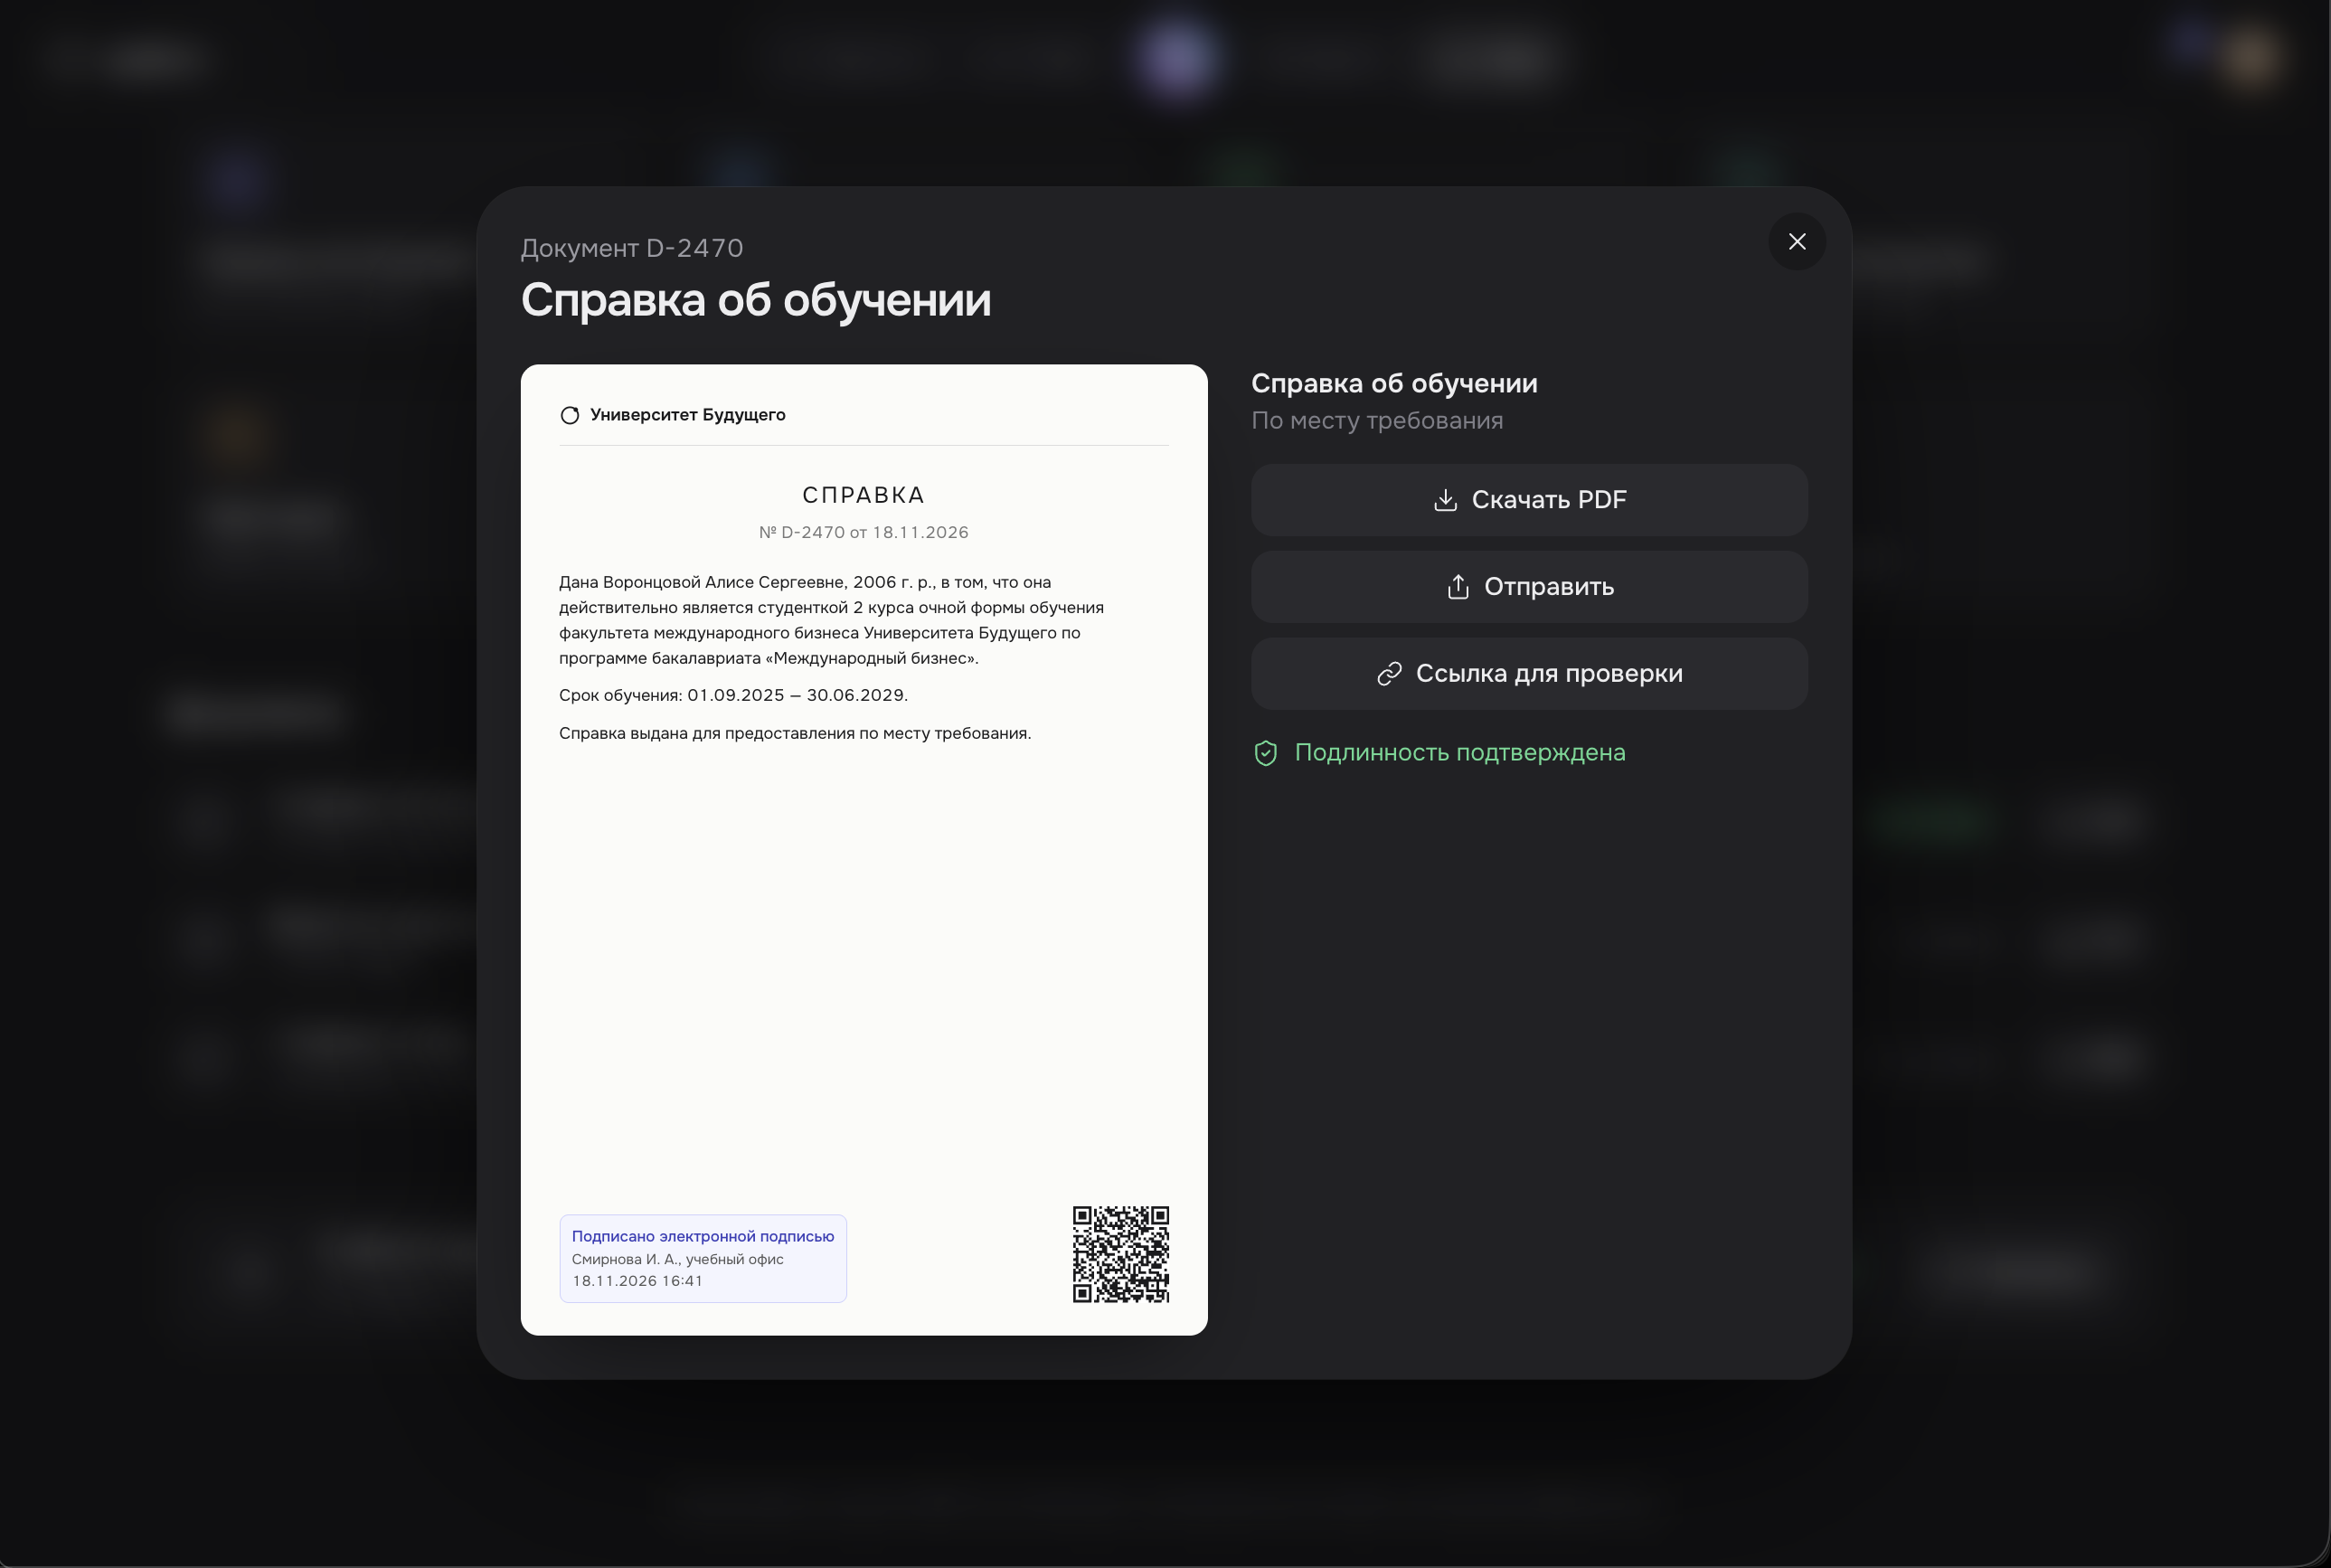 Документ D-2470
Справка об обучении
Университет Будущего
СПРАВКА
№ D-2470 от 18.11.2026
Дана Воронцовой Алисе Сергеевне, 2006 г. р., в том, что она
действительно является студенткой 2 курса очной формы обучения
факультета международного бизнеса Университета Будущего по
программе бакалавриата «Международный бизнес».
Срок обучения: 01.09.2025 — 30.06.2029.
Справка выдана для предоставления по месту требования.
Подписано электронной подписью
Смирнова И. А., учебный офис
18.11.2026 16:41
Справка об обучении
По месту требования
Скачать PDF
Отправить
Ссылка для проверки
Подлинность подтверждена